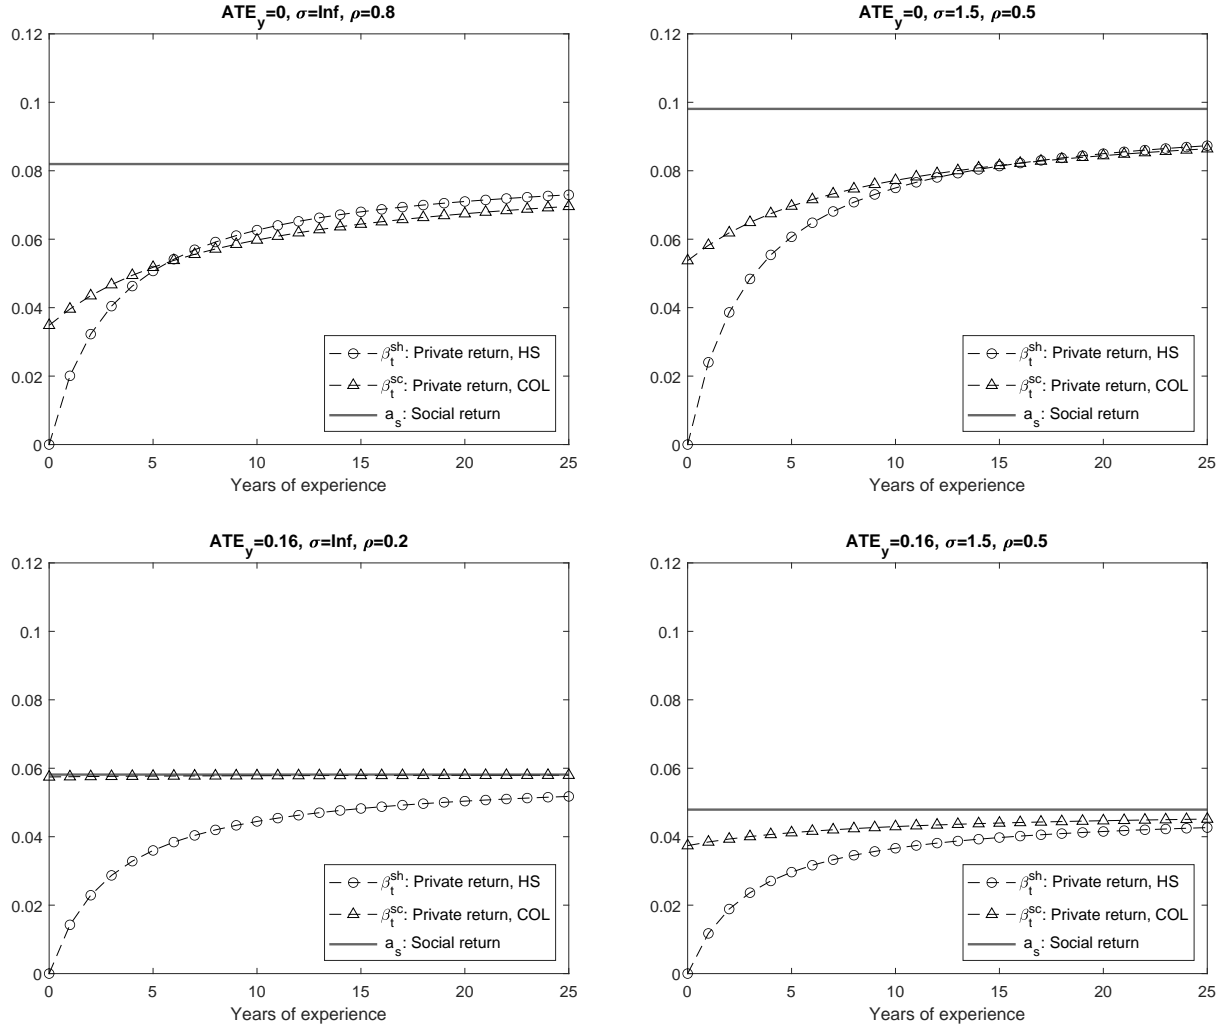 ATE_y=0, σ=Inf, ρ=0.8
0.12
0.1
0.08
0.06
0.04
0.02
0
0 5 10 15 20 25
Years of experience
β_t^sh: Private return, HS
β_t^sc: Private return, COL
a_s: Social return
ATE_y=0, σ=1.5, ρ=0.5
0.12
0.1
0.08
0.06
0.04
0.02
0
0 5 10 15 20 25
Years of experience
β_t^sh: Private return, HS
β_t^sc: Private return, COL
a_s: Social return
ATE_y=0.16, σ=Inf, ρ=0.2
0.12
0.1
0.08
0.06
0.04
0.02
0
0 5 10 15 20 25
Years of experience
β_t^sh: Private return, HS
β_t^sc: Private return, COL
a_s: Social return
ATE_y=0.16, σ=1.5, ρ=0.5
0.12
0.1
0.08
0.06
0.04
0.02
0
0 5 10 15 20 25
Years of experience
β_t^sh: Private return, HS
β_t^sc: Private return, COL
a_s: Social return